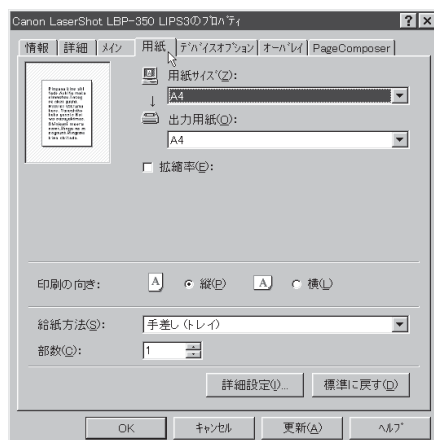 Canon LaserShot LBP-350 LIPS3のﾌﾟﾛﾊﾟﾃｨ
情報 詳細 ﾒｲﾝ 用紙 ﾃﾞﾊﾞｲｽｵﾌﾟｼｮﾝ ｵｰﾊﾞﾚｲ PageComposer
用紙ｻｲｽﾞ(Z):
A4
出力用紙(O):
A4
拡縮率(E):
印刷の向き:
A 縦(P) A 横(L)
給紙方法(S): 手差し (トレイ)
部数(C): 1
詳細設定(I)... 標準に戻す(D)
OK ｷｬﾝｾﾙ 更新(A) ﾍﾙﾌﾟ